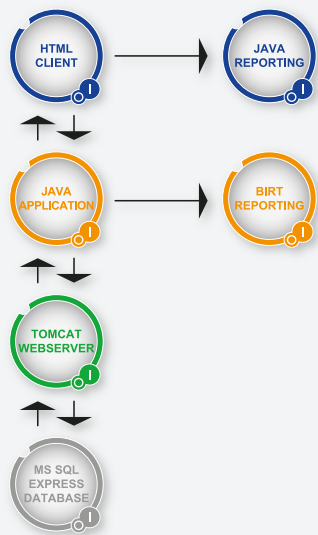 HTML
CLIENT
I
JAVA
REPORTING
I
JAVA
APPLICATION
I
BIRT
REPORTING
I
TOMCAT
WEBSERVER
I
MS SQL
EXPRESS
DATABASE
I